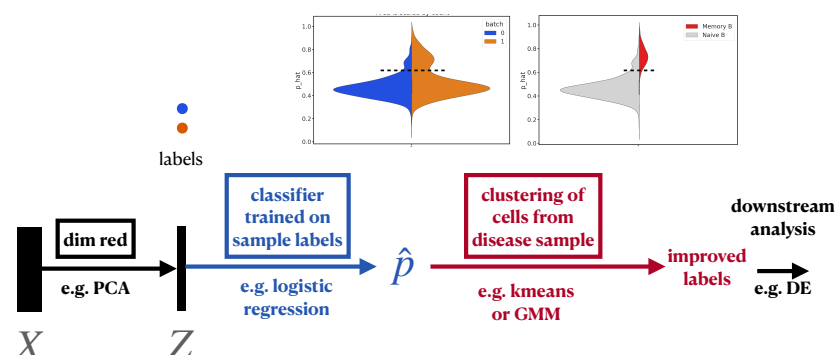 batch
0
1
1.0
0.8
0.6
0.4
0.2
0.0
p_hat
Memory B
Naive B
1.0
0.8
0.6
0.4
0.2
0.0
p_hat
labels
dim red
e.g. PCA
X
Z
classifier
trained on
sample labels
e.g. logistic
regression
p̂
clustering of
cells from
disease sample
e.g. kmeans
or GMM
improved
labels
downstream
analysis
e.g. DE